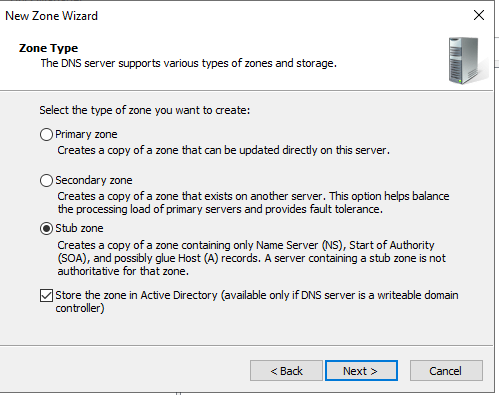 New Zone Wizard
Zone Type
The DNS server supports various types of zones and storage.
Select the type of zone you want to create:
Primary zone
Creates a copy of a zone that can be updated directly on this server.
Secondary zone
Creates a copy of a zone that exists on another server. This option helps balance
the processing load of primary servers and provides fault tolerance.
Stub zone
Creates a copy of a zone containing only Name Server (NS), Start of Authority
(SOA), and possibly glue Host (A) records. A server containing a stub zone is not
authoritative for that zone.
Store the zone in Active Directory (available only if DNS server is a writeable domain
controller)
< Back
Next >
Cancel